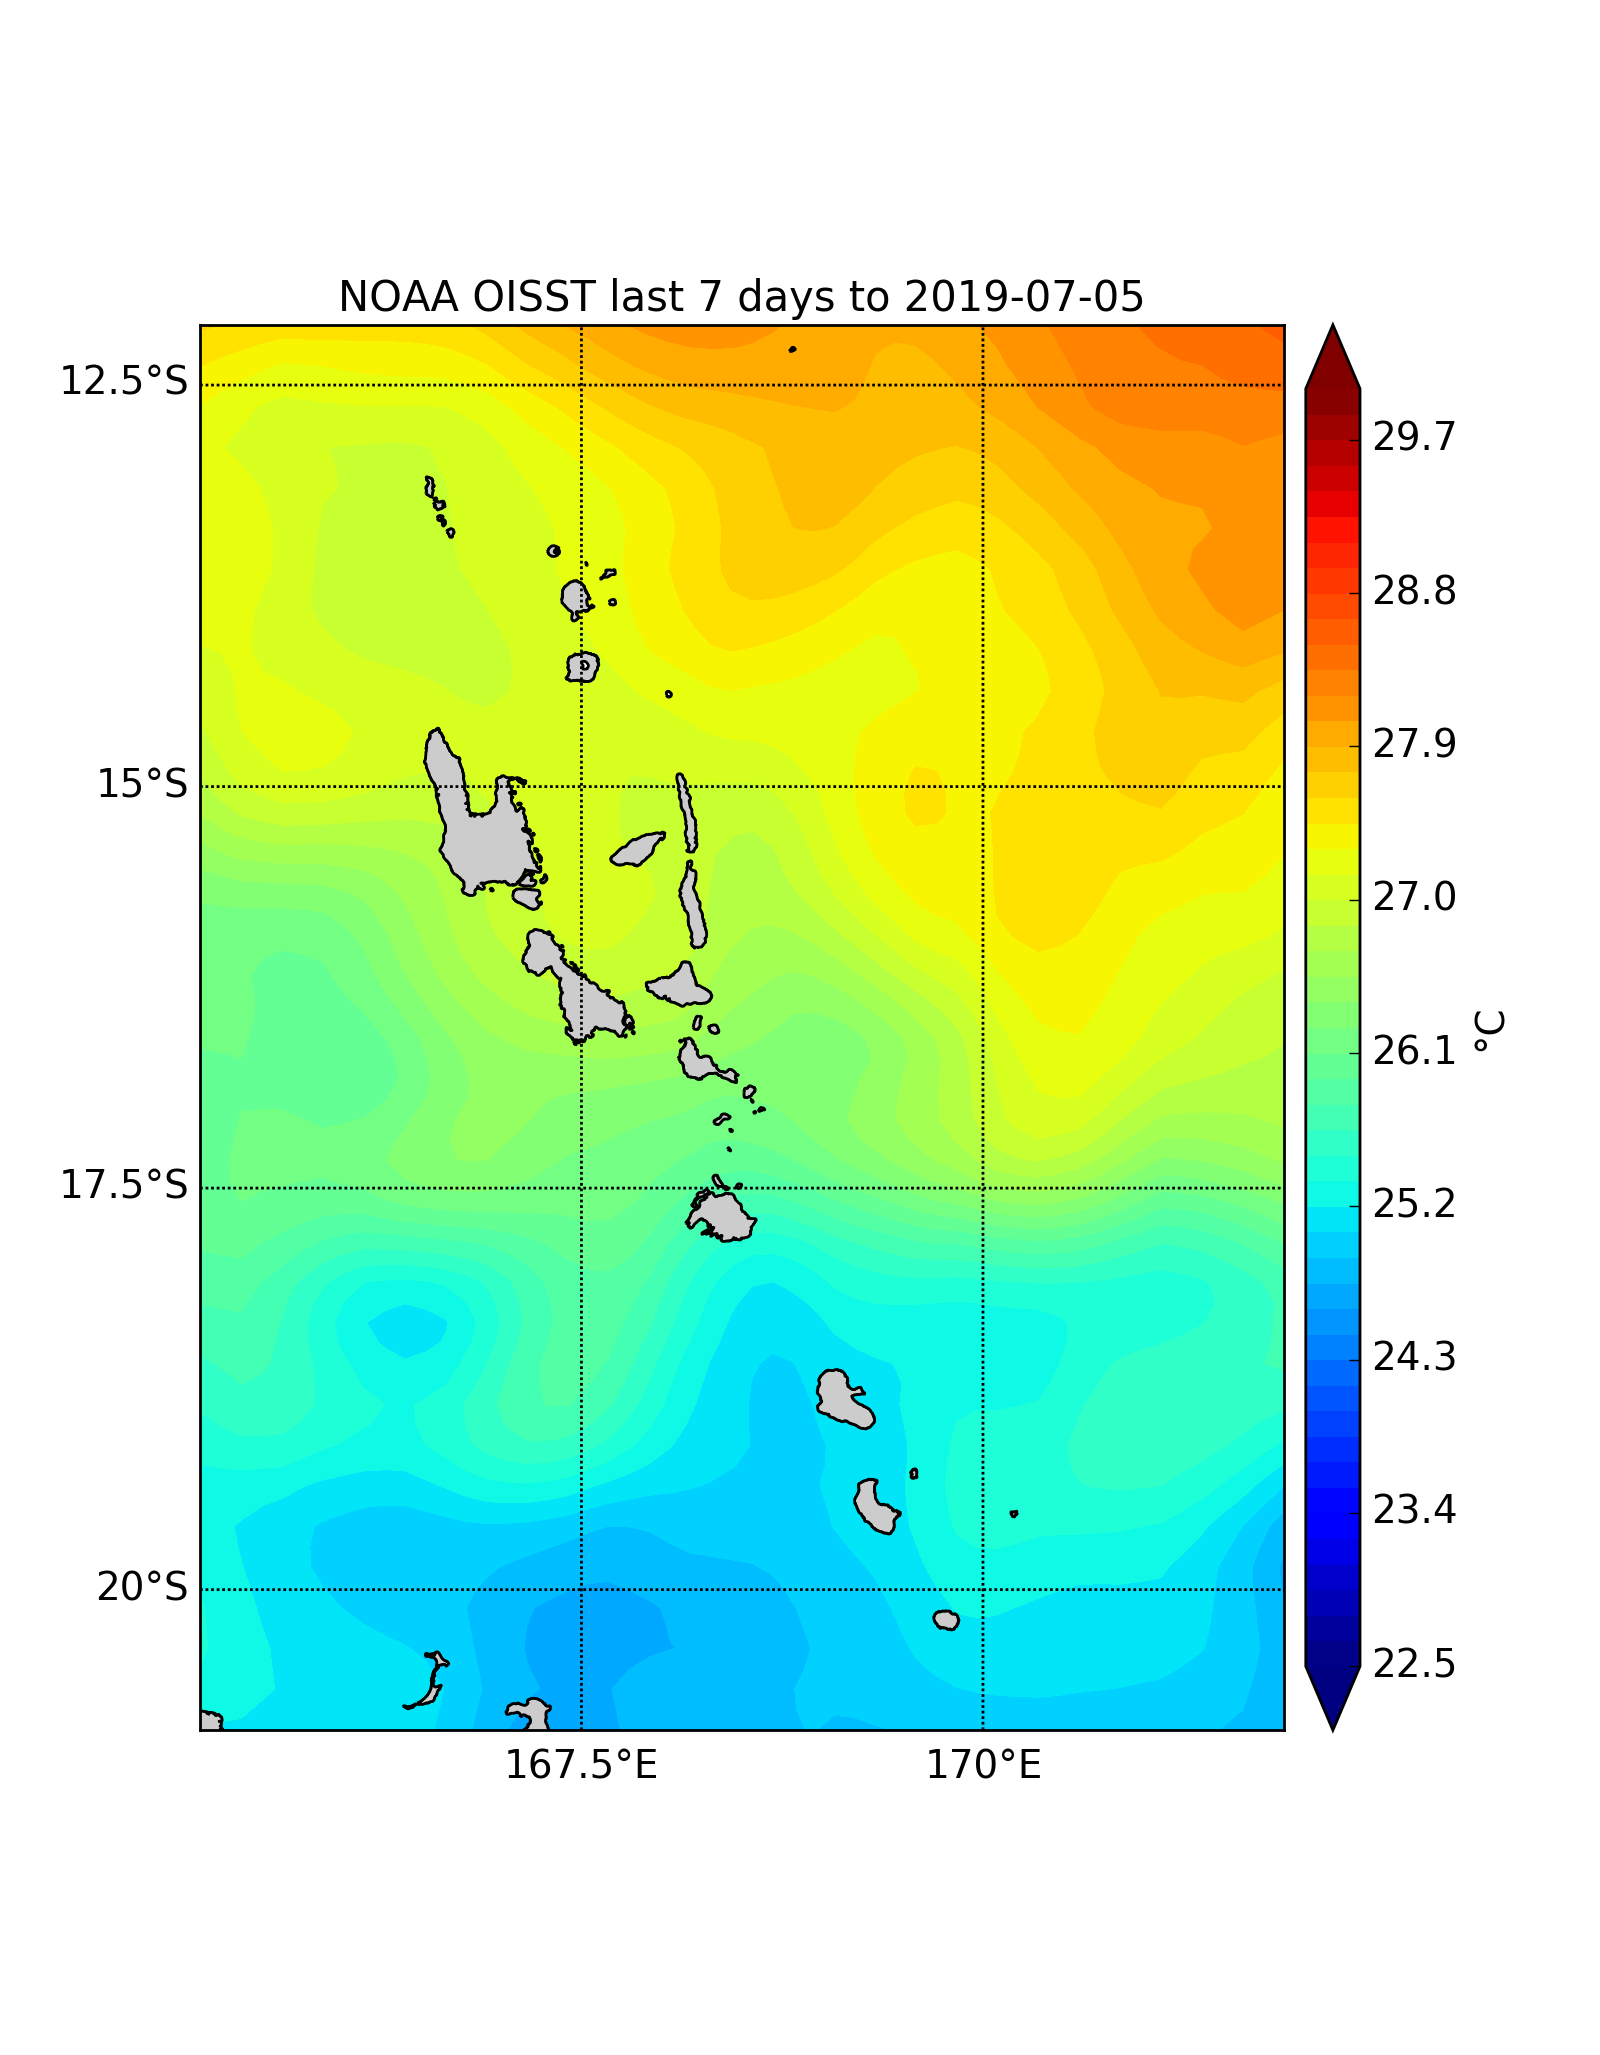 NOAA OISST last 7 days to 2019-07-05
12.5°S
15°S
17.5°S
20°S
167.5°E
170°E
29.7
28.8
27.9
27.0
26.1
25.2
24.3
23.4
22.5
°C